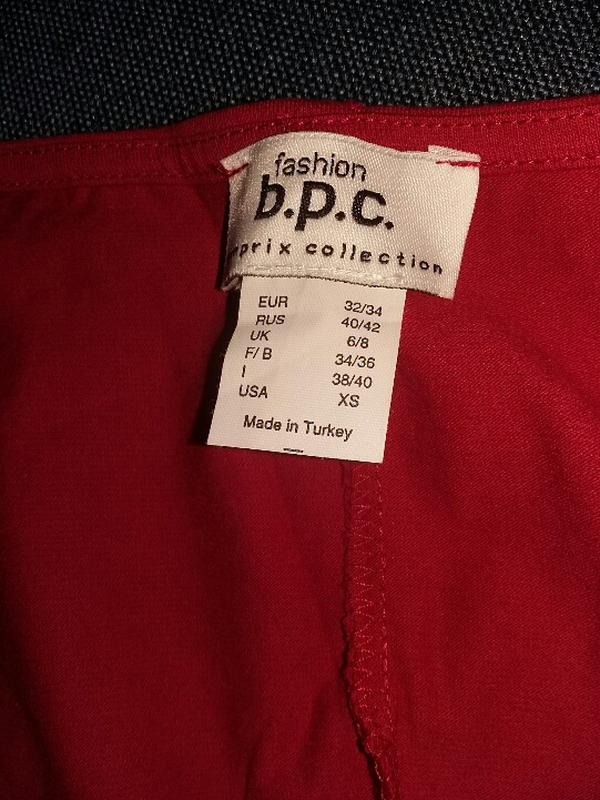 fashion
b.p.c.
prix collection
EUR 32/34
RUS 40/42
UK 6/8
F/B 34/36
I 38/40
USA XS
Made in Turkey